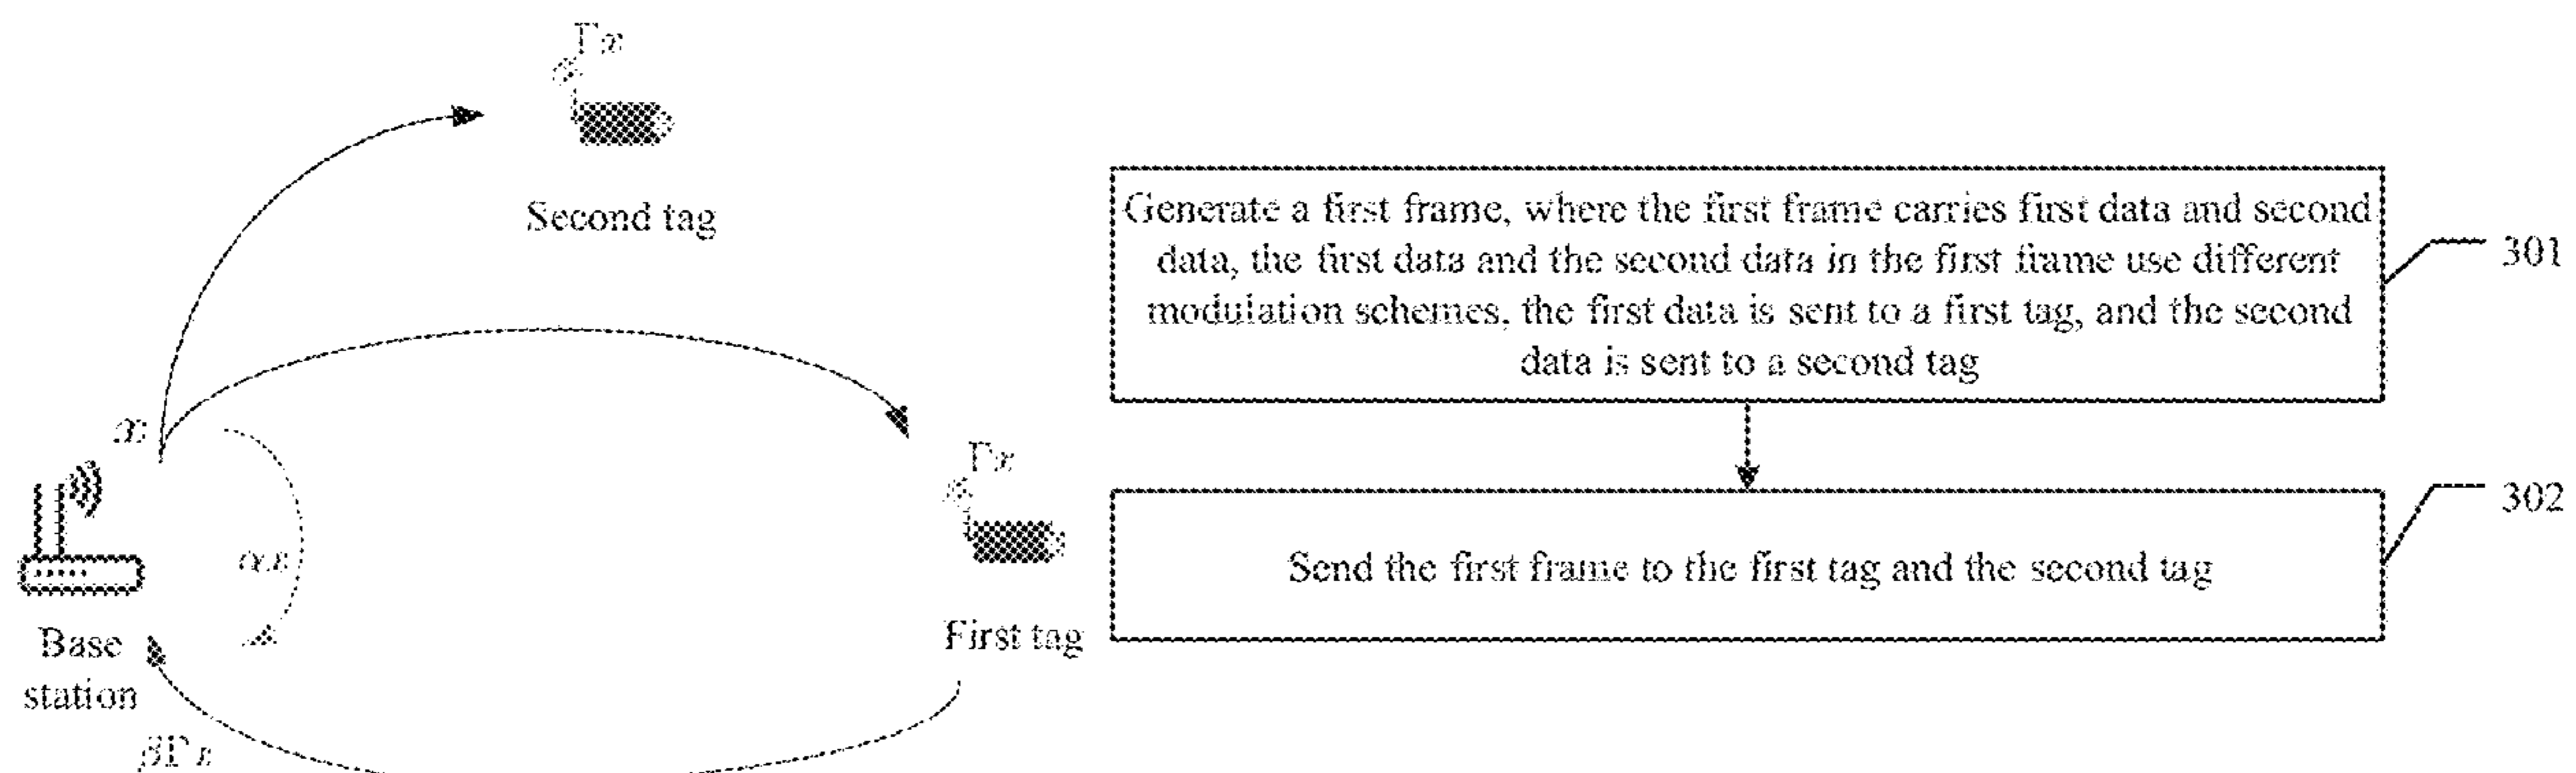 Γx
Second tag
x
αx
Γx
Base
station
First tag
βΓx
Generate a first frame, where the first frame carries first data and second
data, the first data and the second data in the first frame use different
modulation schemes, the first data is sent to a first tag, and the second
data is sent to a second tag
301
Send the first frame to the first tag and the second tag
302